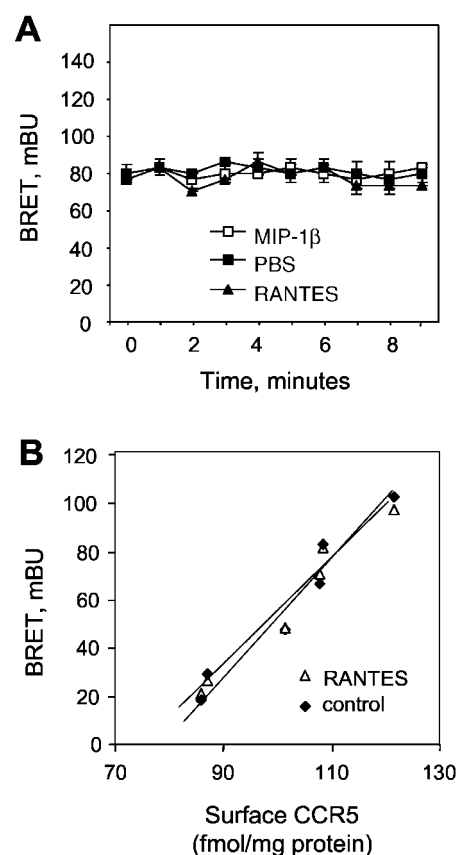 A
140
120
100
80
60
40
20
0
BRET, mBU
MIP-1β
PBS
RANTES
0 2 4 6 8
Time, minutes
B
120
100
80
60
40
20
0
BRET, mBU
RANTES
control
70 90 110 130
Surface CCR5
(fmol/mg protein)